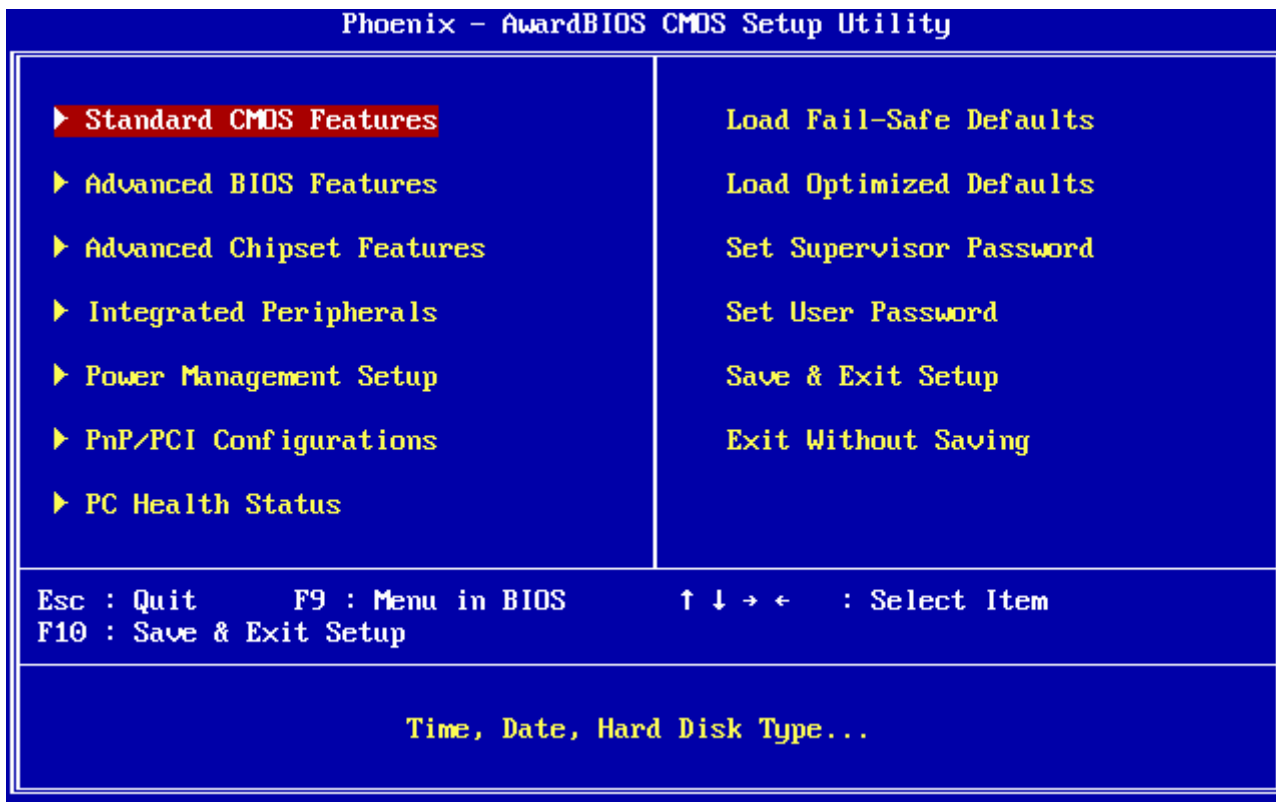 Phoenix - AwardBIOS CMOS Setup Utility
▶ Standard CMOS Features
▶ Advanced BIOS Features
▶ Advanced Chipset Features
▶ Integrated Peripherals
▶ Power Management Setup
▶ PnP/PCI Configurations
▶ PC Health Status
Load Fail-Safe Defaults
Load Optimized Defaults
Set Supervisor Password
Set User Password
Save & Exit Setup
Exit Without Saving
Esc : Quit F9 : Menu in BIOS ↑ ↓ → ← : Select Item
F10 : Save & Exit Setup
Time, Date, Hard Disk Type...